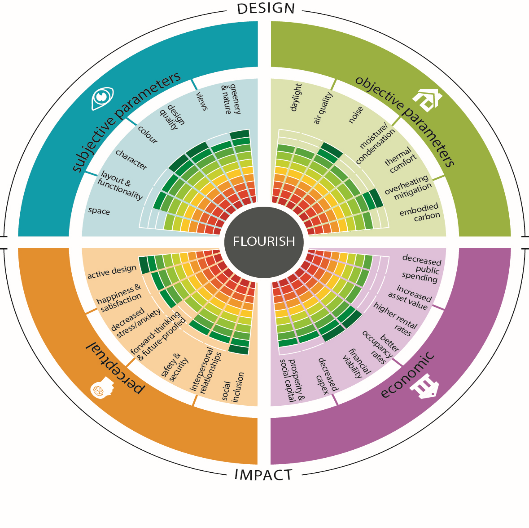 DESIGN
subjective parameters
objective parameters
greenery
& nature
views
design
quality
colour
character
layout &
functionality
space
daylight
air quality
noise
moisture/
condensation
thermal
comfort
overheating
mitigation
embodied
carbon
FLOURISH
active design
happiness &
satisfaction
decreased
stress/anxiety
forward-thinking
& future-proofed
safety &
security
interpersonal
relationships
social
inclusion
decreased
public
spending
increased
asset value
higher rental
rates
better
occupancy
rates
financial
viability
decreased
capex
prosperity &
social capital
perceptual
economic
IMPACT